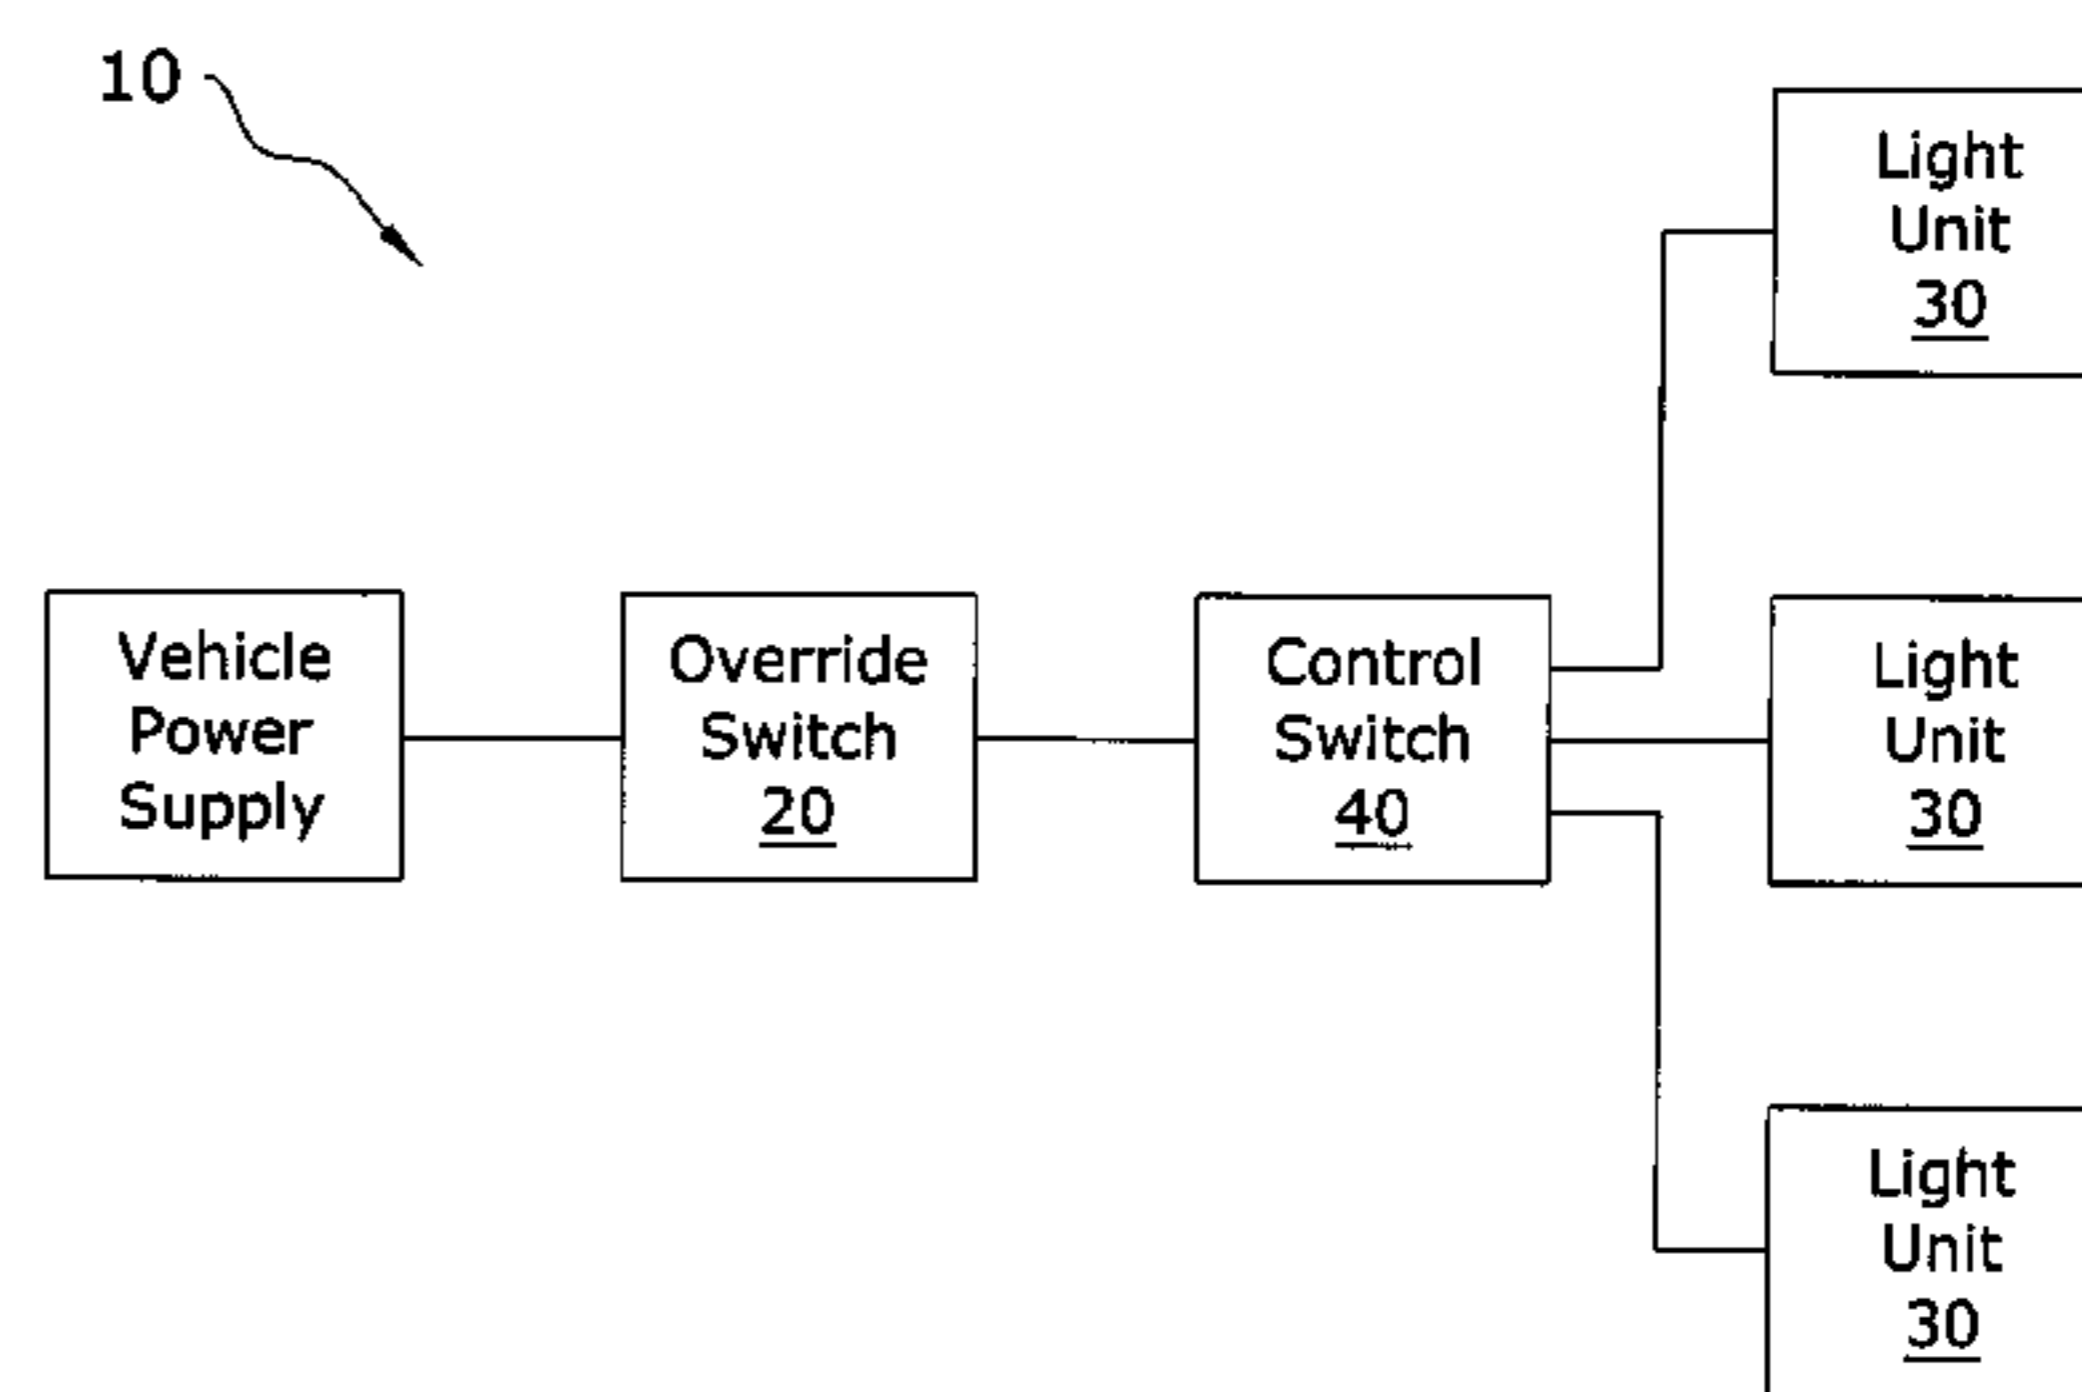 10
Light
Unit
30
Vehicle
Power
Supply
Override
Switch
20
Control
Switch
40
Light
Unit
30
Light
Unit
30